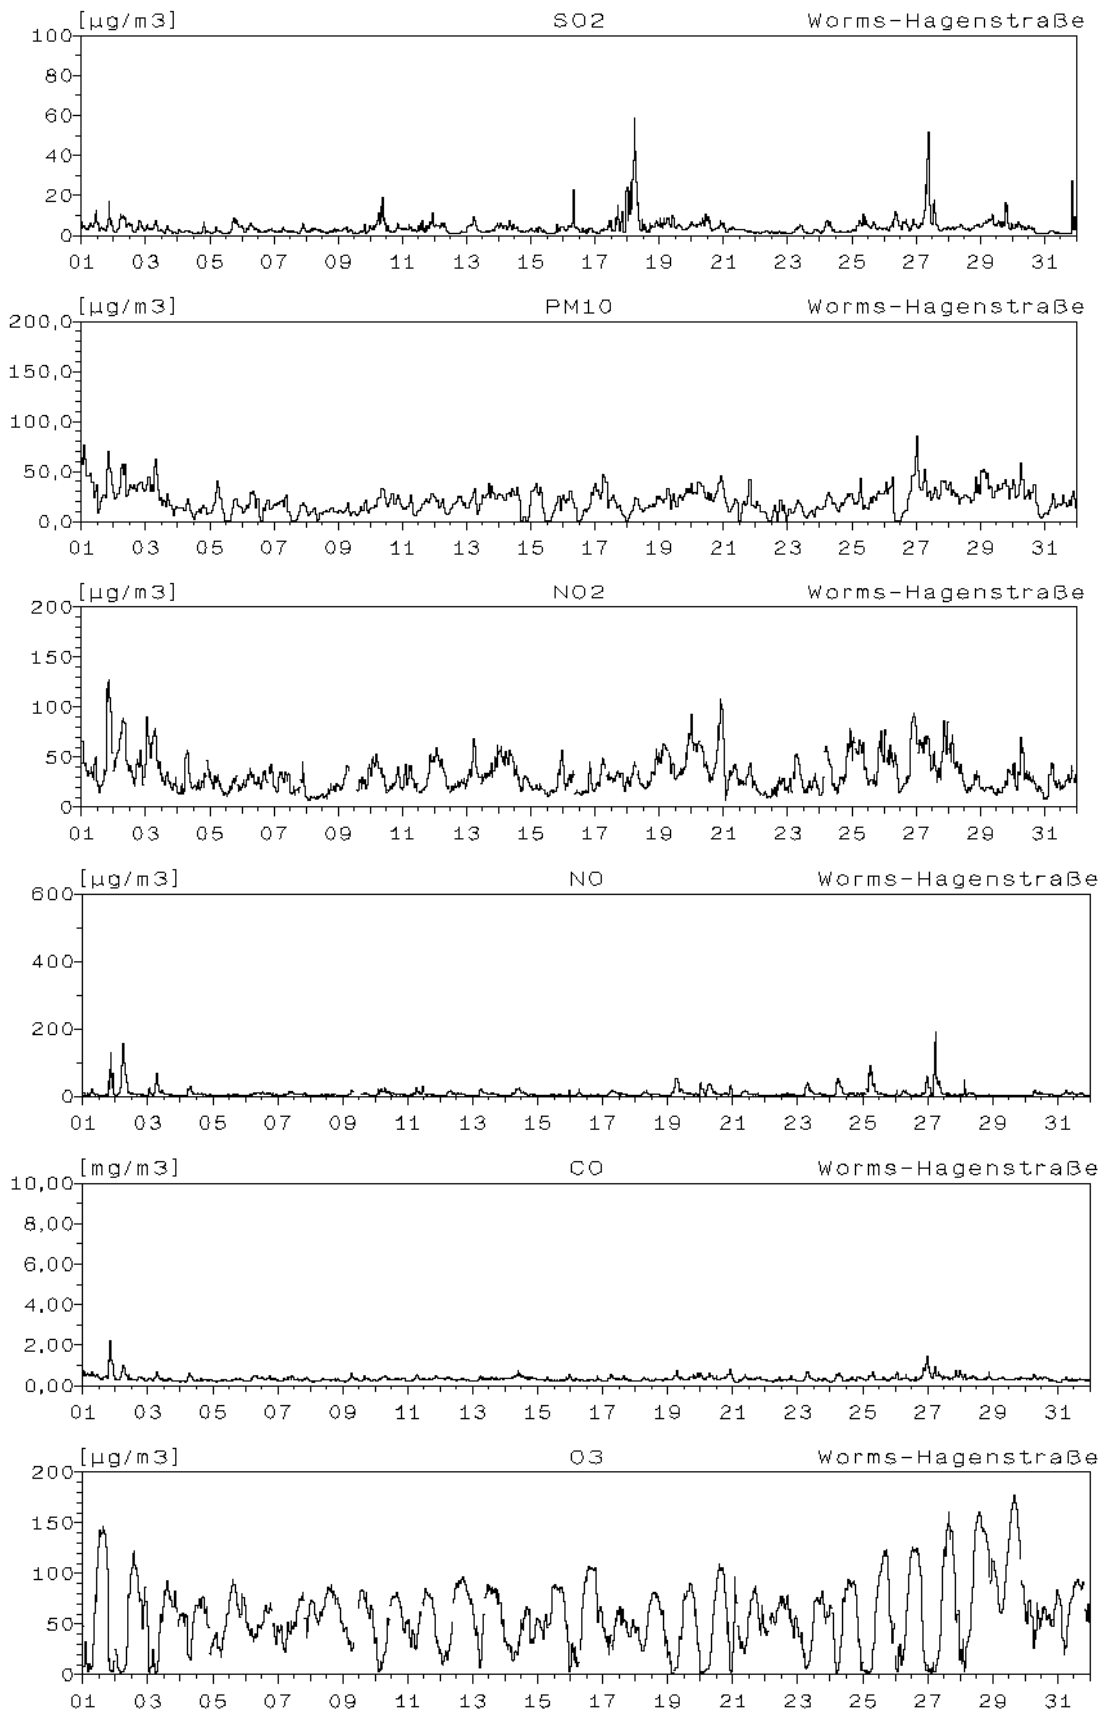 [µg/m3] SO2 Worms-Hagenstraße
100
80
60
40
20
0
01 03 05 07 09 11 13 15 17 19 21 23 25 27 29 31
[µg/m3] PM10 Worms-Hagenstraße
200,0
150,0
100,0
50,0
0,0
01 03 05 07 09 11 13 15 17 19 21 23 25 27 29 31
[µg/m3] NO2 Worms-Hagenstraße
200
150
100
50
0
01 03 05 07 09 11 13 15 17 19 21 23 25 27 29 31
[µg/m3] NO Worms-Hagenstraße
600
400
200
0
01 03 05 07 09 11 13 15 17 19 21 23 25 27 29 31
[mg/m3] CO Worms-Hagenstraße
10,00
8,00
6,00
4,00
2,00
0,00
01 03 05 07 09 11 13 15 17 19 21 23 25 27 29 31
[µg/m3] O3 Worms-Hagenstraße
200
150
100
50
0
01 03 05 07 09 11 13 15 17 19 21 23 25 27 29 31